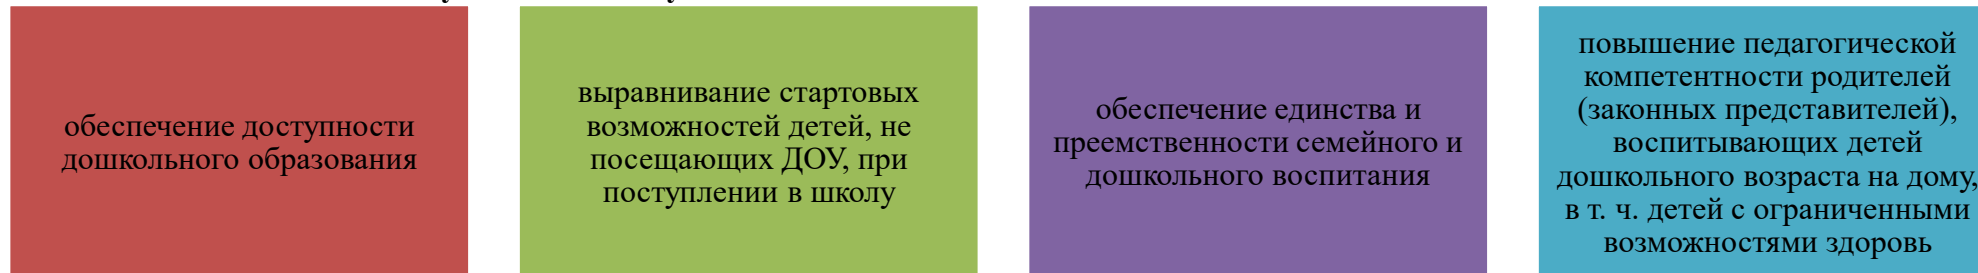 обеспечение доступности
дошкольного образования
выравнивание стартовых
возможностей детей, не
посещающих ДОУ, при
поступлении в школу
обеспечение единства и
преемственности семейного и
дошкольного воспитания
повышение педагогической
компетентности родителей
(законных представителей),
воспитывающих детей
дошкольного возраста на дому,
в т. ч. детей с ограниченными
возможностями здоровь